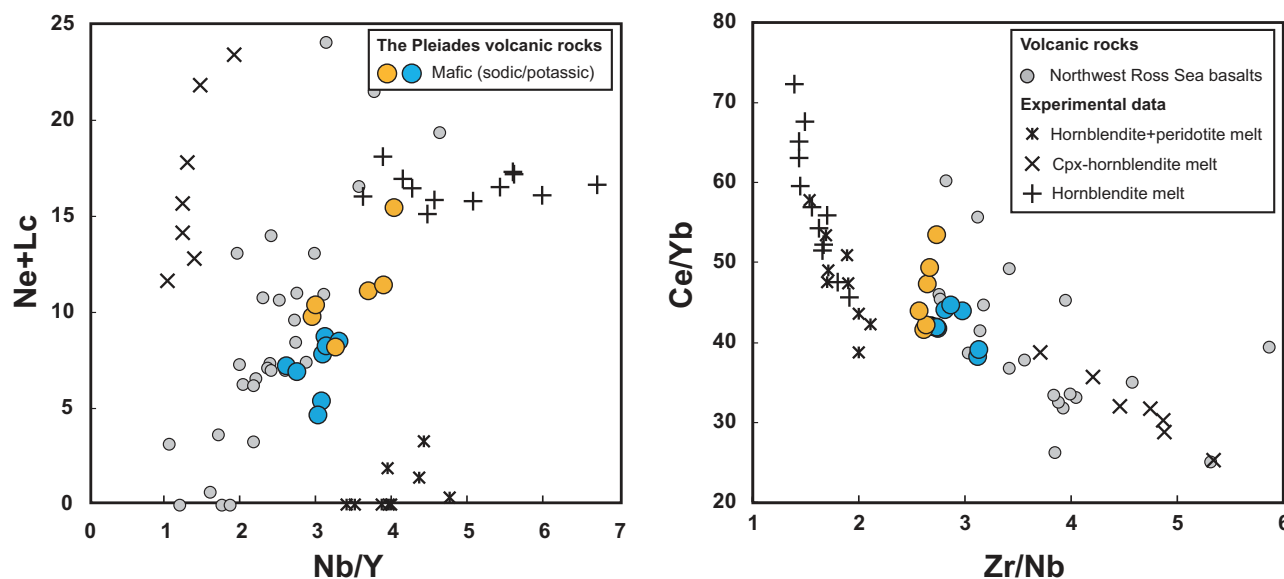 25
20
15
10
5
0
Ne+Lc
0 1 2 3 4 5 6 7
Nb/Y
The Pleiades volcanic rocks
Mafic (sodic/potassic)
80
70
60
50
40
30
20
Ce/Yb
1 2 3 4 5 6
Zr/Nb
Volcanic rocks
Northwest Ross Sea basalts
Experimental data
Hornblendite+peridotite melt
Cpx-hornblendite melt
Hornblendite melt